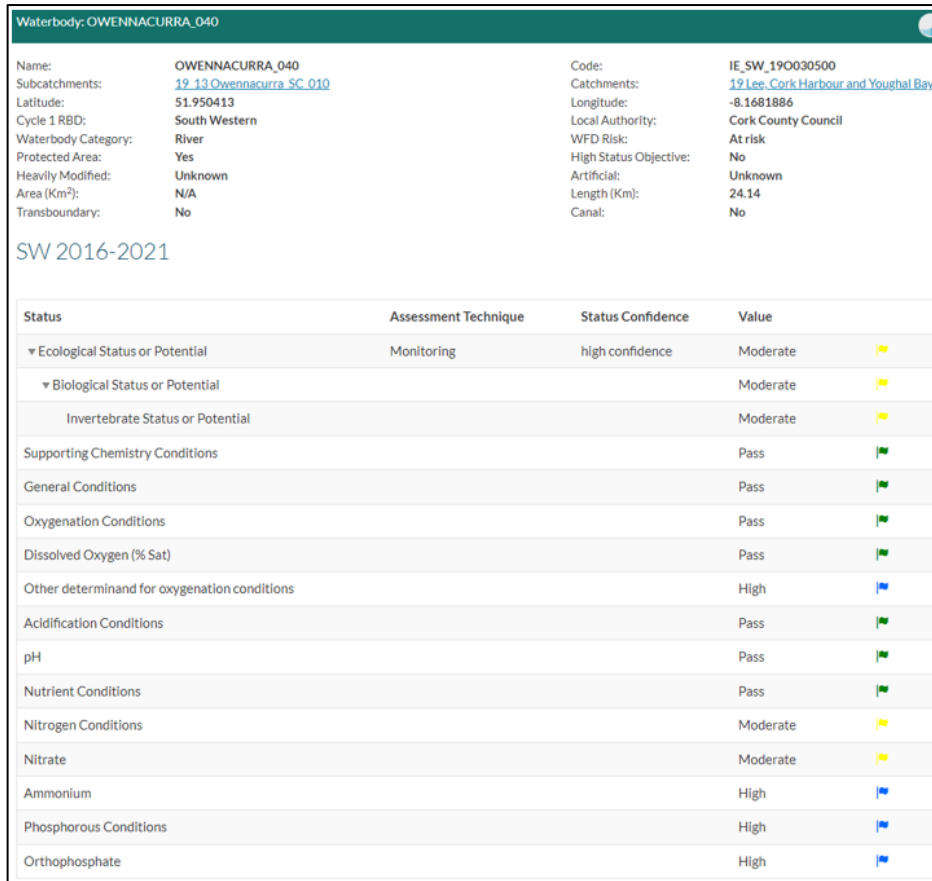 Waterbody: OWENNACURRA_040
Name: OWENNACURRA_040 Code: IE_SW_19O030500
Subcatchments: 19_13 Owennacurra_SC_010 Catchments: 19 Lee, Cork Harbour and Youghal Bay
Latitude: 51.950413 Longitude: -8.1681886
Cycle 1 RBD: South Western Local Authority: Cork County Council
Waterbody Category: River WFD Risk: At risk
Protected Area: Yes High Status Objective: No
Heavily Modified: Unknown Artificial: Unknown
Area (Km²): N/A Length (Km): 24.14
Transboundary: No Canal: No
SW 2016-2021
Status Assessment Technique Status Confidence Value
Ecological Status or Potential Monitoring high confidence Moderate
Biological Status or Potential Moderate
Invertebrate Status or Potential Moderate
Supporting Chemistry Conditions Pass
General Conditions Pass
Oxygenation Conditions Pass
Dissolved Oxygen (% Sat) Pass
Other determinand for oxygenation conditions High
Acidification Conditions Pass
pH Pass
Nutrient Conditions Pass
Nitrogen Conditions Moderate
Nitrate Moderate
Ammonium High
Phosphorous Conditions High
Orthophosphate High